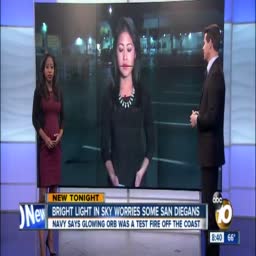 NEW TONIGHT
JNew
BRIGHT LIGHT IN SKY WORRIES SOME SAN DIEGANS
NAVY SAYS GLOWING ORB WAS A TEST FIRE OFF THE COAST
abc
10
8:40 66°